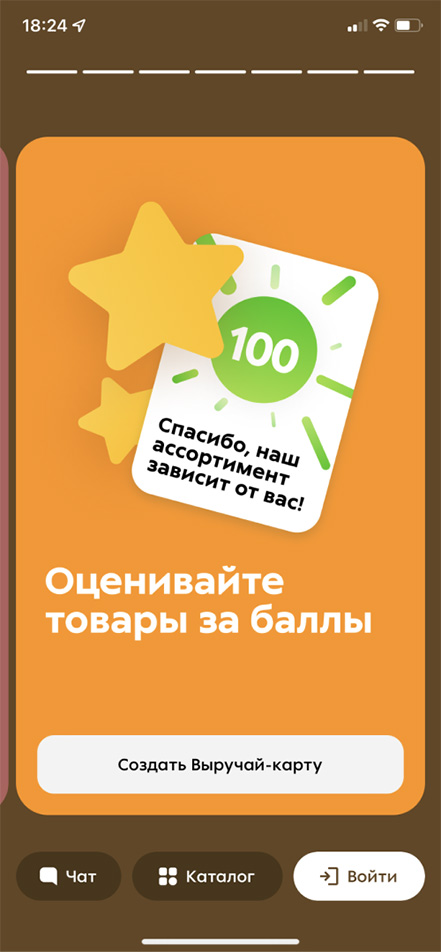 18:24
100
Спасибо, наш
ассортимент
зависит от вас!
Оценивайте
товары за баллы
Создать Выручай-карту
Чат
Каталог
Войти